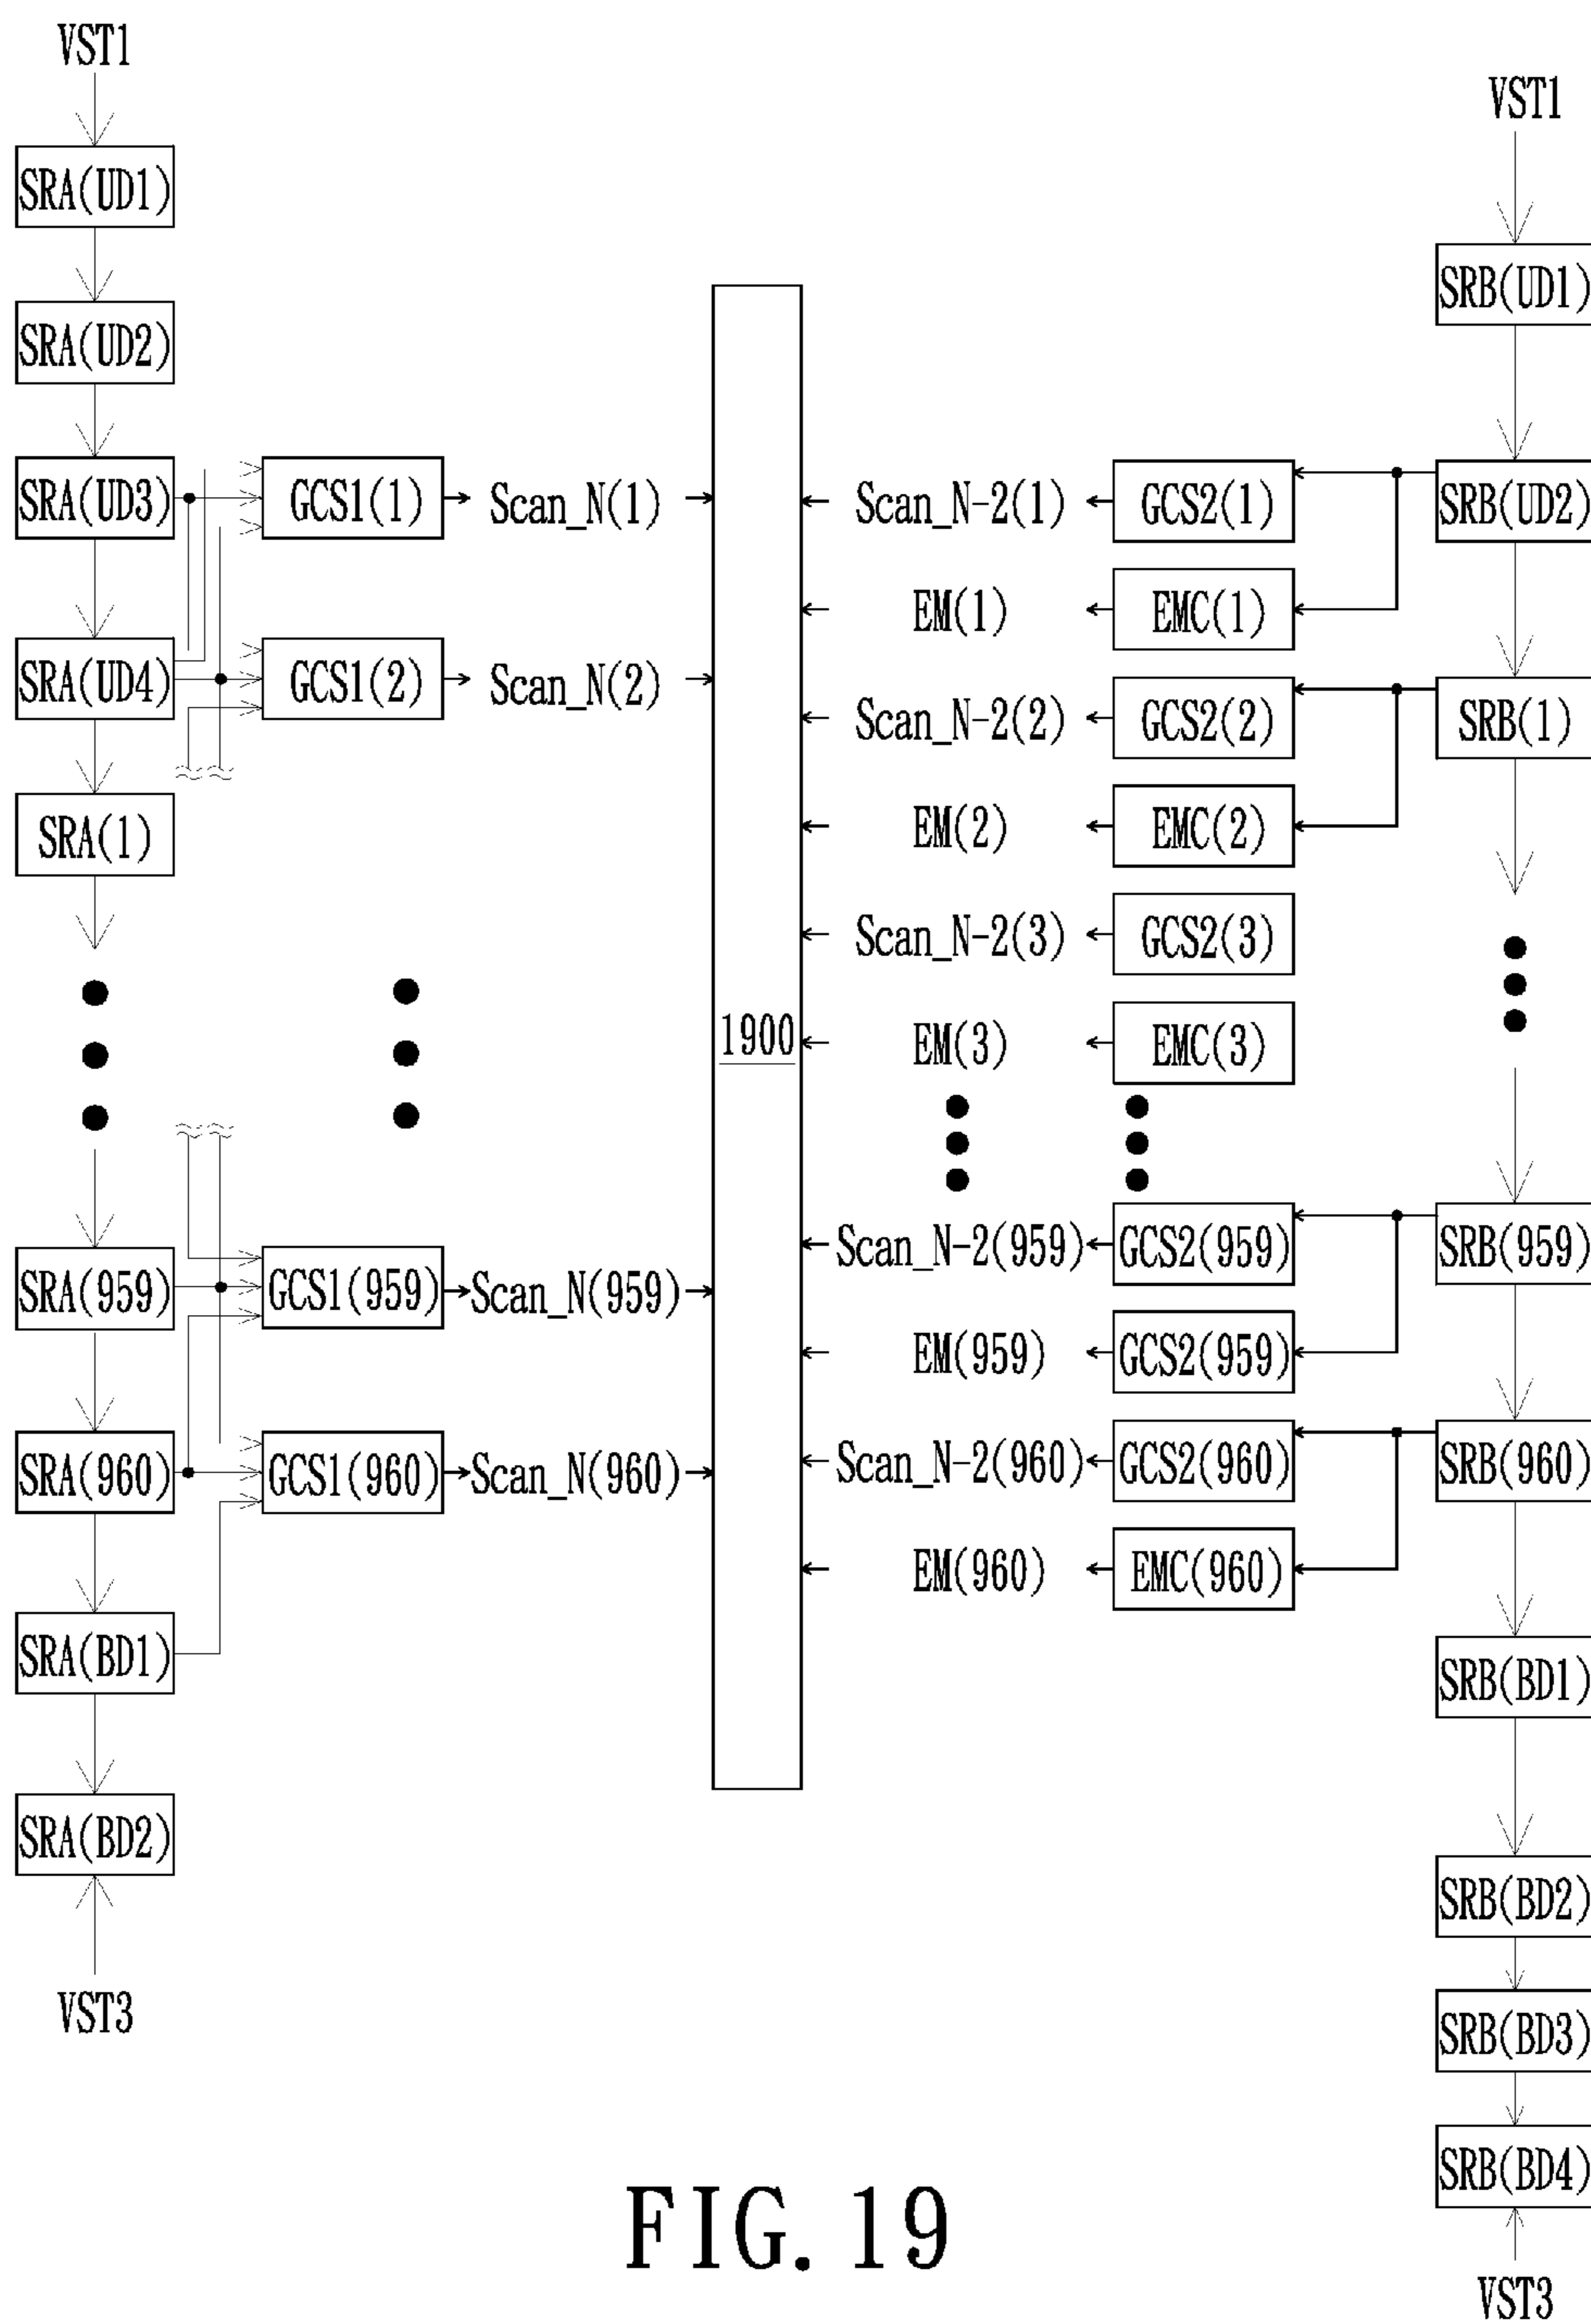 VST1
VST1
SRA(UD1)
SRB(UD1)
SRA(UD2)
SRA(UD3)
GCS1(1)
Scan_N(1)
Scan_N-2(1)
GCS2(1)
SRB(UD2)
EM(1)
EMC(1)
SRA(UD4)
GCS1(2)
Scan_N(2)
Scan_N-2(2)
GCS2(2)
SRB(1)
SRA(1)
EM(2)
EMC(2)
Scan_N-2(3)
GCS2(3)
1900
EM(3)
EMC(3)
Scan_N-2(959)
GCS2(959)
SRB(959)
SRA(959)
GCS1(959)
Scan_N(959)
EM(959)
GCS2(959)
SRA(960)
GCS1(960)
Scan_N(960)
Scan_N-2(960)
GCS2(960)
SRB(960)
EM(960)
EMC(960)
SRA(BD1)
SRB(BD1)
SRA(BD2)
SRB(BD2)
VST3
SRB(BD3)
SRB(BD4)
FIG. 19
VST3